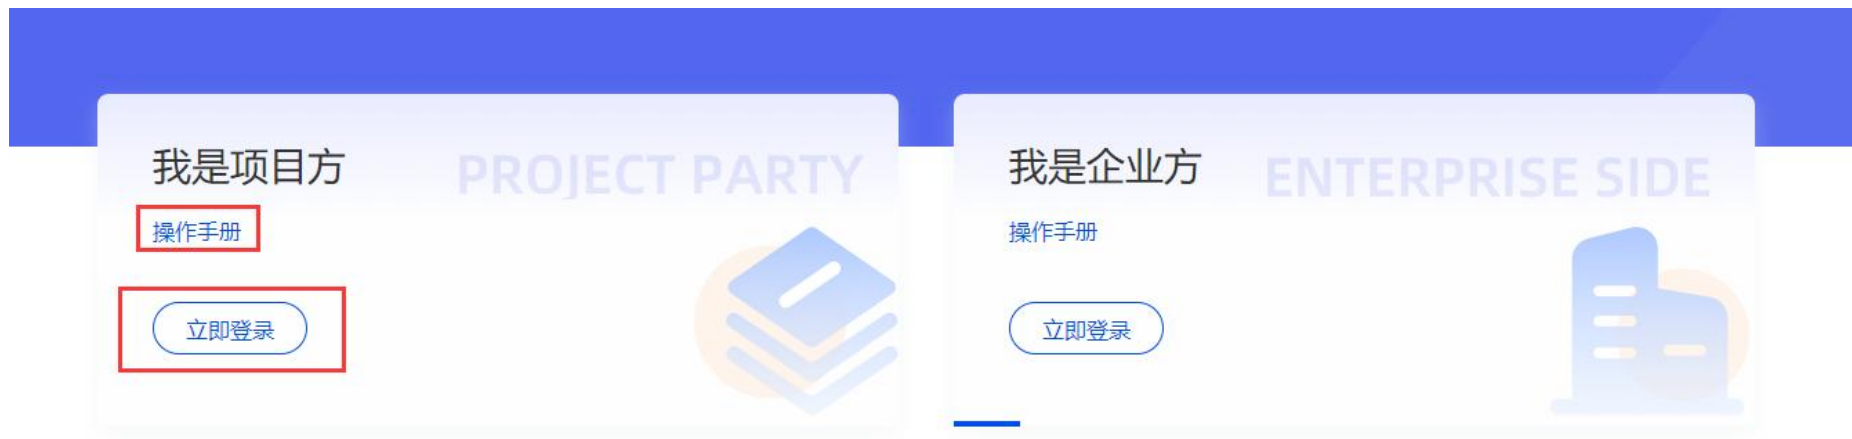 我是项目方
PROJECT PARTY
操作手册
立即登录
我是企业方
ENTERPRISE SIDE
操作手册
立即登录